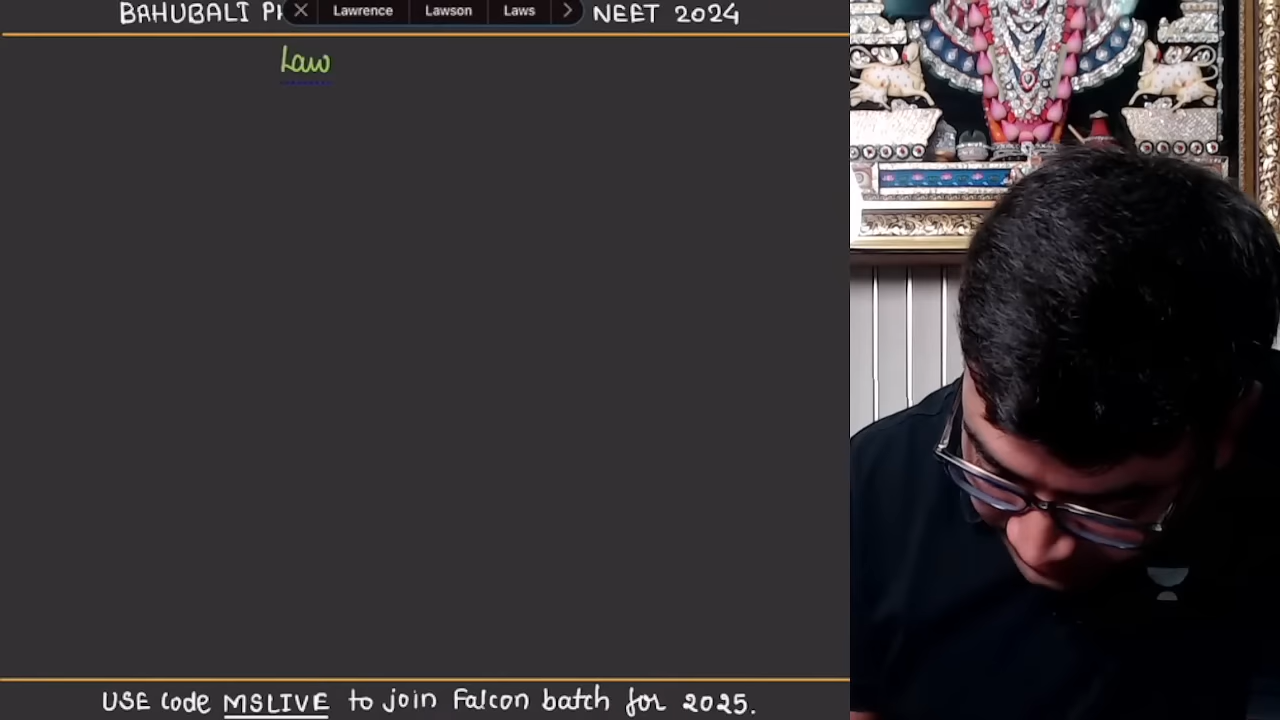 BAHUBALI
Lawrence Lawson Laws
NEET 2024
Law
USE Code MSLIVE to join Falcon batch for 2025.